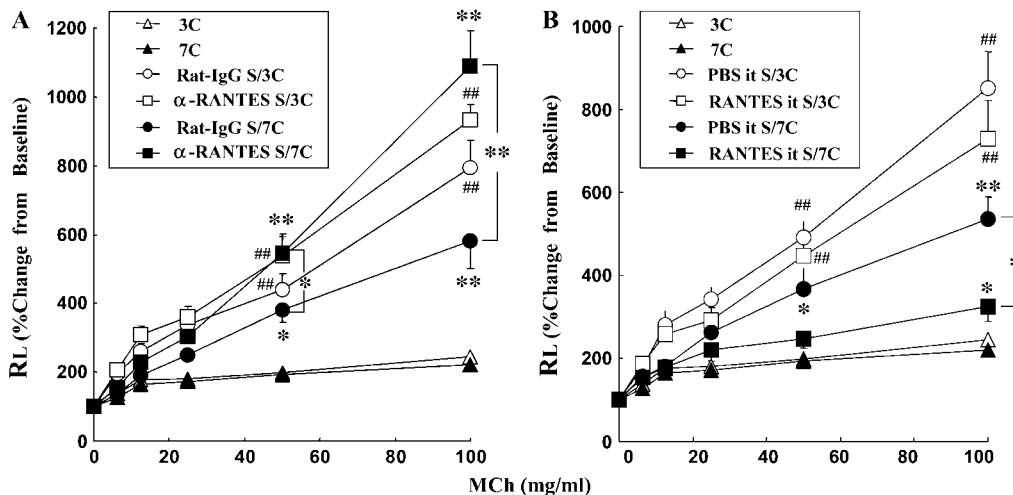 A
1200
1000
800
600
400
200
0
RL (%Change from Baseline)
3C
7C
Rat-IgG S/3C
α-RANTES S/3C
Rat-IgG S/7C
α-RANTES S/7C
**
##
**
##
**
**
##
##
*
*
0 20 40 60 80 100
B
1000
800
600
400
200
0
RL (%Change from Baseline)
3C
7C
PBS it S/3C
RANTES it S/3C
PBS it S/7C
RANTES it S/7C
##
##
**
*
*
##
##
*
0 20 40 60 80 100
MCh (mg/ml)